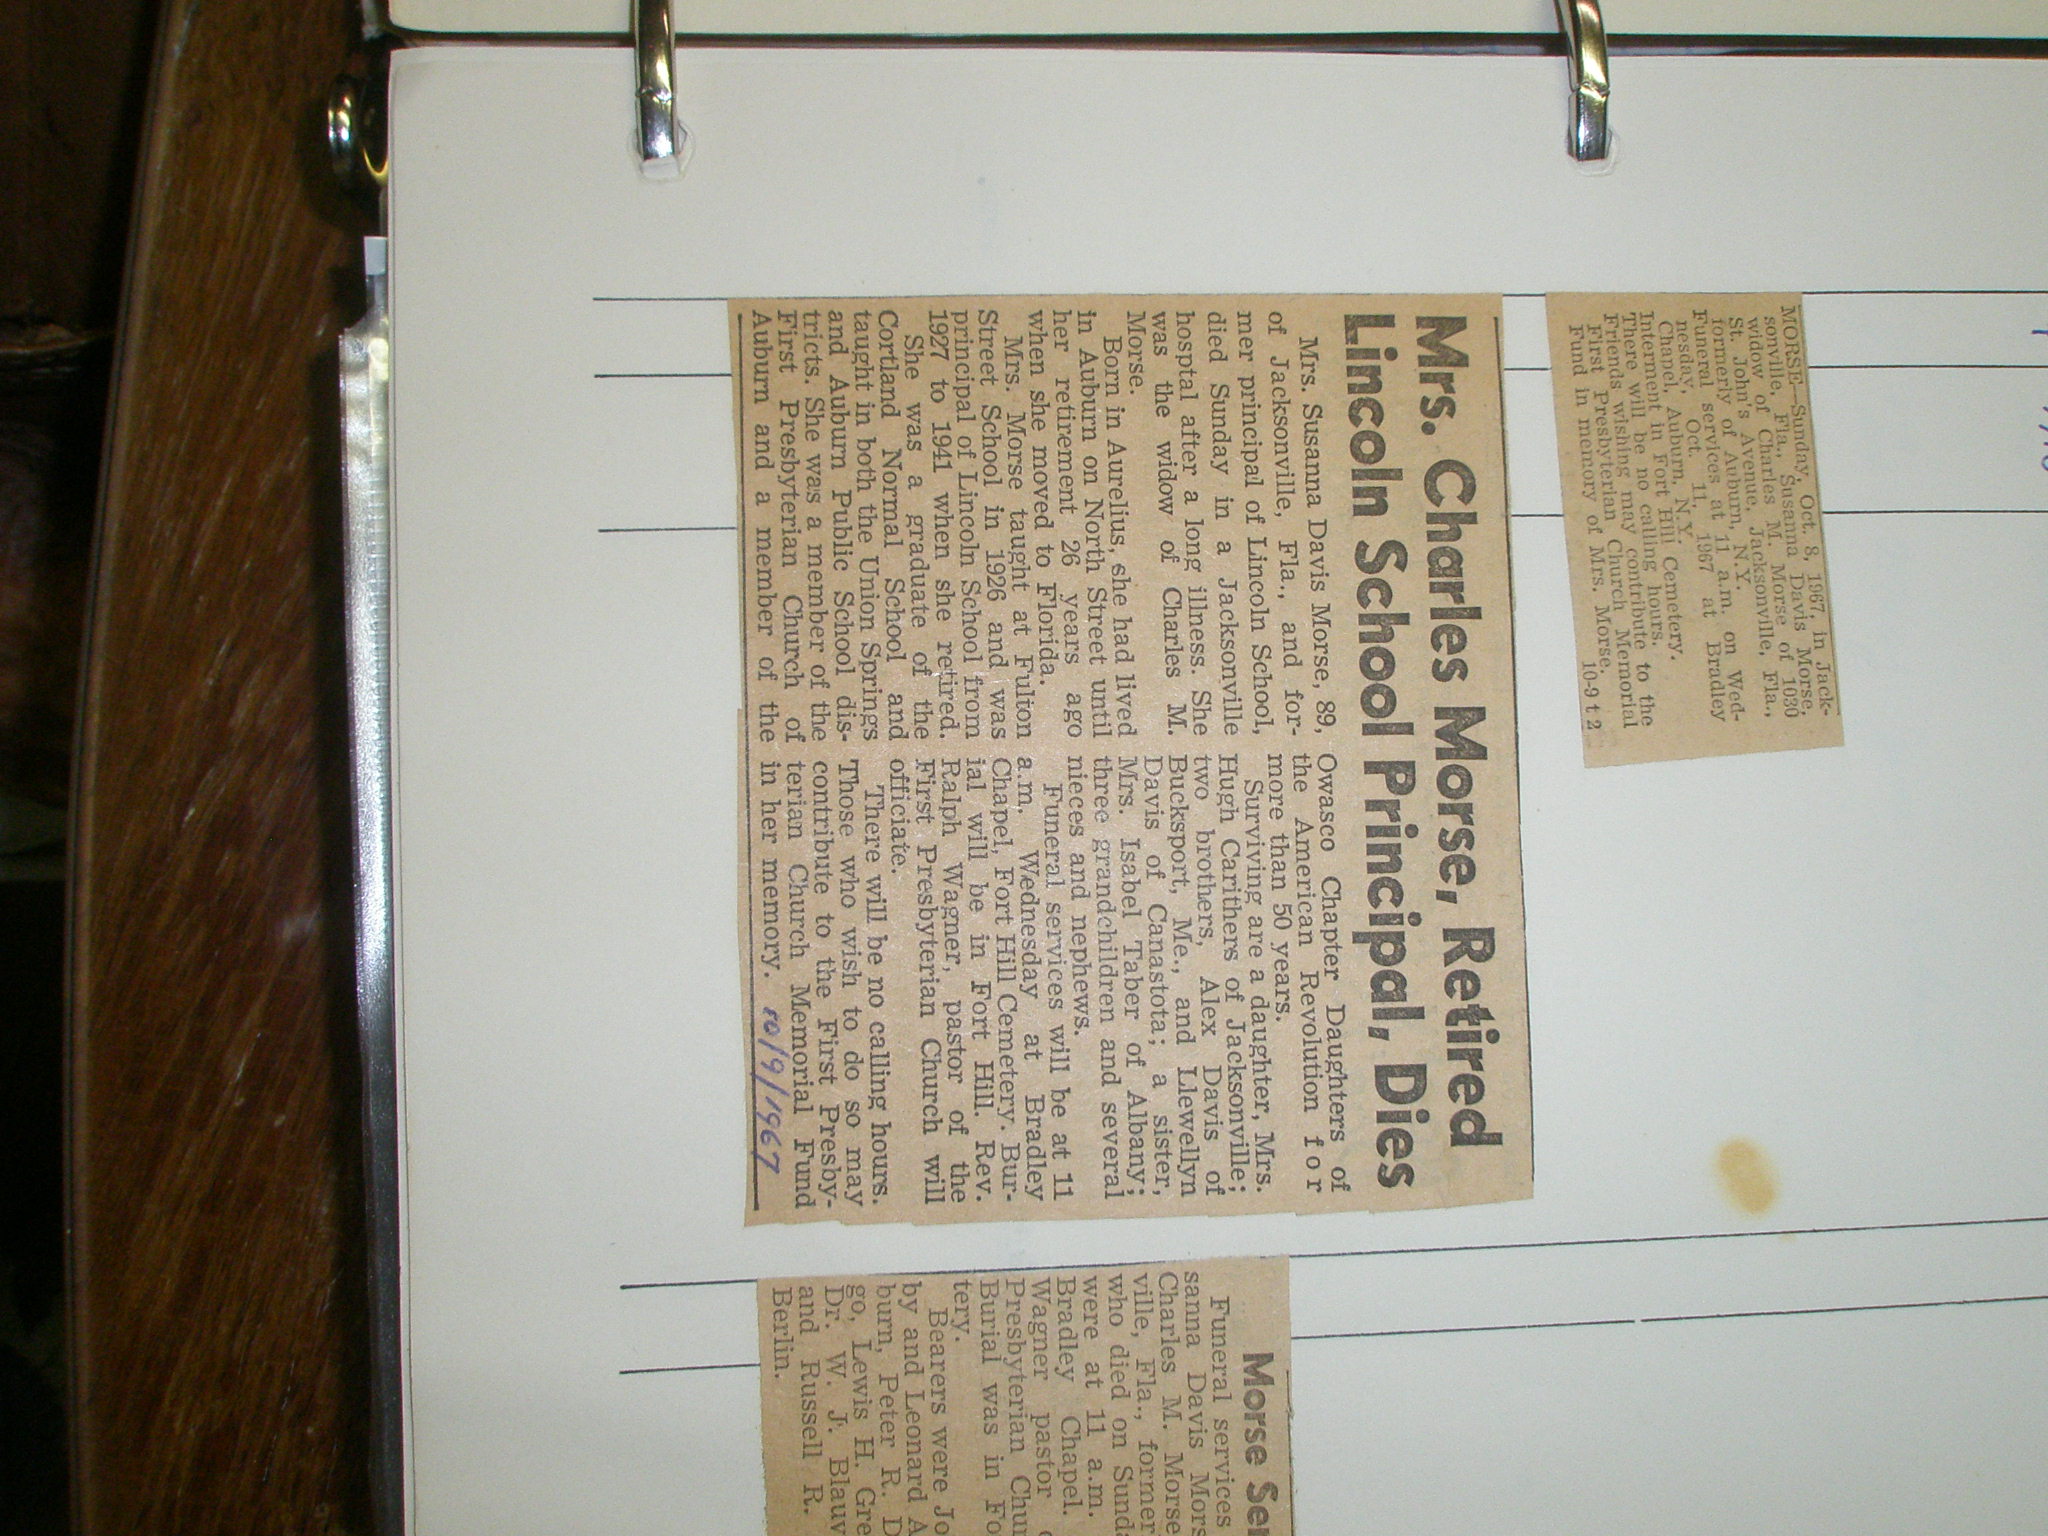 MORSE—Sunday, Oct. 8, 1967, in Jack-
sonville, Fla., Susanna Davis Morse,
widow of Charles M. Morse of 1030
St. John's Avenue, Jacksonville, Fla.,
formerly of Auburn, N.Y.
Funeral services at 11 a.m. on Wed-
nesday, Oct. 11, 1967 at Bradley
Chapel, Auburn, N.Y.
Interment in Fort Hill Cemetery.
There will be no calling hours.
Friends wishing may contribute to the
First Presbyterian Church Memorial
Fund in memory of Mrs. Morse.
10-9 t 2
Mrs. Charles Morse, Retired
Lincoln School Principal, Dies
Mrs. Susanna Davis Morse, 89,
of Jacksonville, Fla., and for-
mer principal of Lincoln School,
died Sunday in a Jacksonville
hosptal after a long illness. She
was the widow of Charles M.
Morse.
Born in Aurelius, she had lived
in Auburn on North Street until
her retirement 26 years ago
when she moved to Florida.
Mrs. Morse taught at Fulton
Street School in 1926 and was
principal of Lincoln School from
1927 to 1941 when she retired.
She was a graduate of the
Cortland Normal School and
taught in both the Union Springs
and Auburn Public School dis-
tricts. She was a member of the
First Presbyterian Church of
Auburn and a member of the
Owasco Chapter Daughters of
the American Revolution for
more than 50 years.
Surviving are a daughter, Mrs.
Hugh Carithers of Jacksonville;
two brothers, Alex Davis of
Bucksport, Me., and Llewellyn
Davis of Canastota; a sister,
Mrs. Isabel Taber of Albany;
three grandchildren and several
nieces and nephews.
Funeral services will be at 11
a.m. Wednesday at Bradley
Chapel, Fort Hill Cemetery. Bur-
ial will be in Fort Hill. Rev.
Ralph Wagner, pastor of the
First Presbyterian Church will
officiate.
There will be no calling hours.
Those who wish to do so may
contribute to the First Presby-
terian Church Memorial Fund
in her memory.
10/9/1967
Morse Ser
Funeral services
sanna Davis Mors
Charles M. Morse
ville, Fla., former
who died on Sunda
were at 11 a.m.
Bradley Chapel.
Wagner pastor
Presbyterian Chur
Burial was in Fo
tery.
Bearers were Jo
by and Leonard A
burn, Peter R. D
go, Lewis H. Gre
Dr. W. J. Blauv
and Russell R.
Berlin.